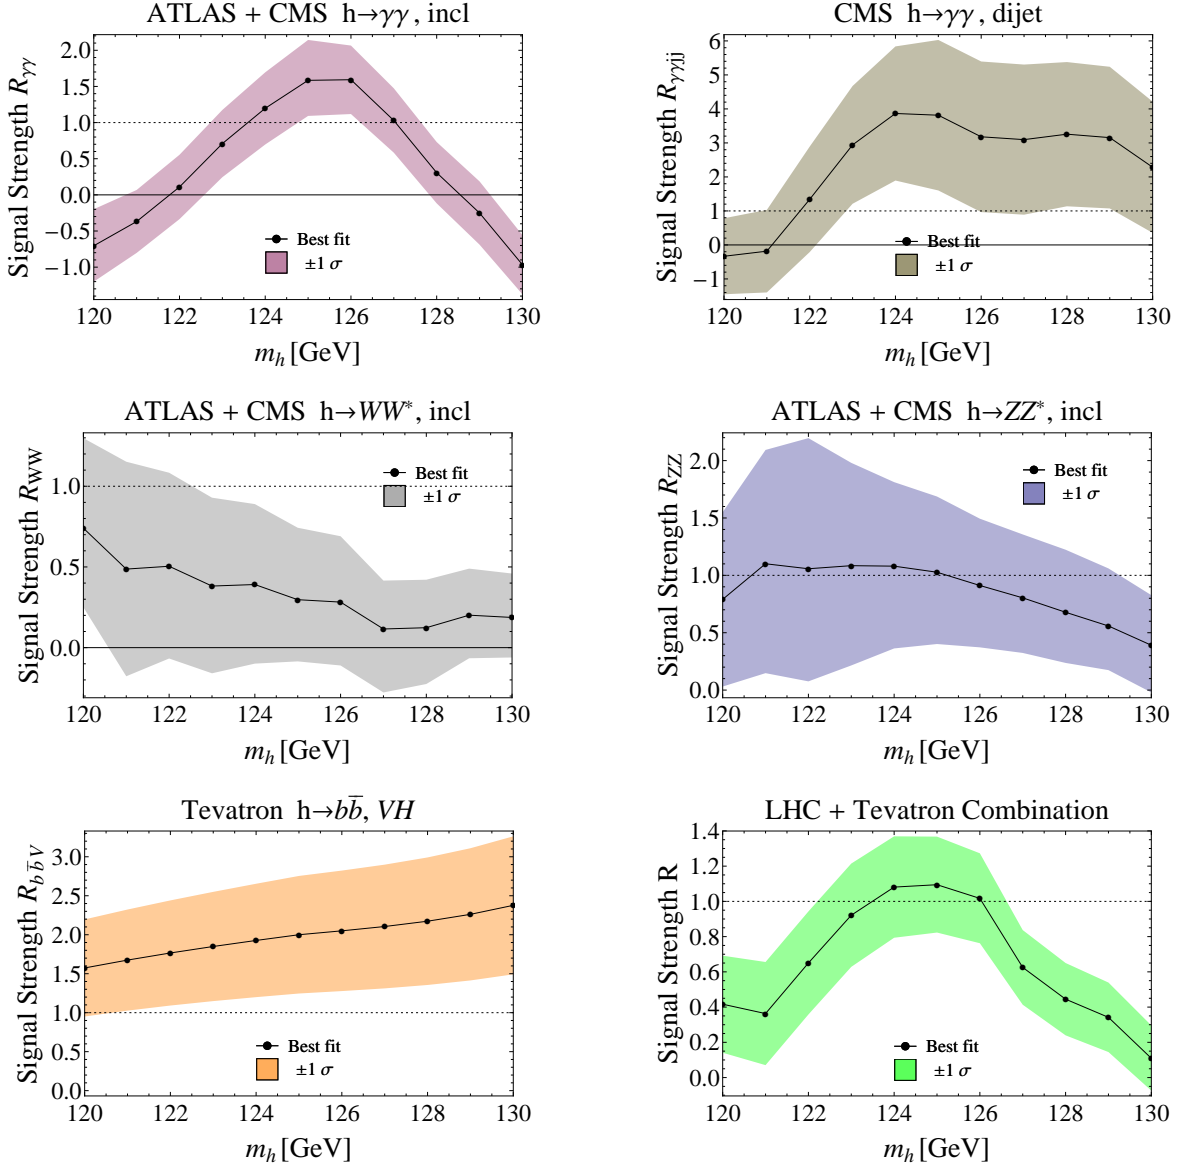 ATLAS + CMS h→γγ , incl
Signal Strength Rγγ
2.0
1.5
1.0
0.5
0.0
−0.5
−1.0
Best fit
±1 σ
120 122 124 126 128 130
mh [GeV]
CMS h→γγ , dijet
Signal Strength Rγγjj
6
5
4
3
2
1
0
−1
Best fit
±1 σ
120 122 124 126 128 130
mh [GeV]
ATLAS + CMS h→WW*, incl
Signal Strength RWW
1.0
0.5
0.0
Best fit
±1 σ
120 122 124 126 128 130
mh [GeV]
ATLAS + CMS h→ZZ*, incl
Signal Strength RZZ
2.0
1.5
1.0
0.5
0.0
Best fit
±1 σ
120 122 124 126 128 130
mh [GeV]
Tevatron h→bb̅, VH
Signal Strength Rbb̅V
3.0
2.5
2.0
1.5
1.0
0.5
0.0
Best fit
±1 σ
120 122 124 126 128 130
mh [GeV]
LHC + Tevatron Combination
Signal Strength R
1.4
1.2
1.0
0.8
0.6
0.4
0.2
0.0
Best fit
±1 σ
120 122 124 126 128 130
mh [GeV]